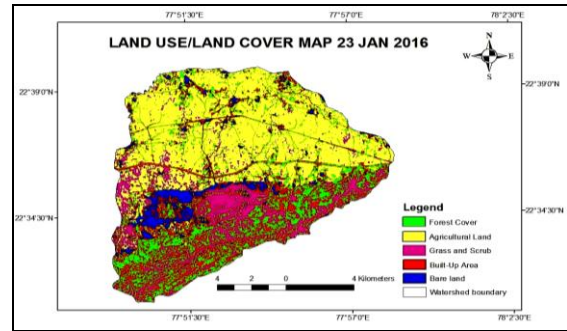 77°51'30"E 77°57'0"E 78°2'30"E
LAND USE/LAND COVER MAP 23 JAN 2016
N
W E
S
22°39'0"N 22°39'0"N
22°34'30"N 22°34'30"N
Legend
Forest Cover
Agricultural Land
Grass and Scrub
Built-Up Area
Bare land
Watershed boundary
4 2 0 4 Kilometers
77°51'30"E 77°57'0"E 78°2'30"E